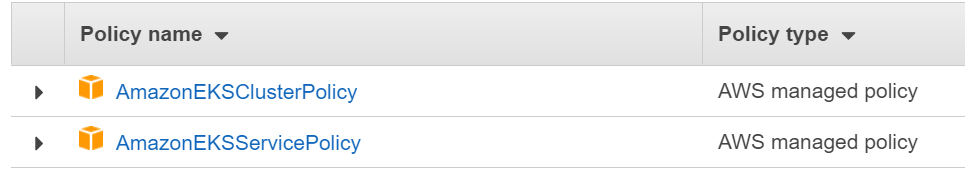 Policy name Policy type
AmazonEKSClusterPolicy AWS managed policy
AmazonEKSServicePolicy AWS managed policy